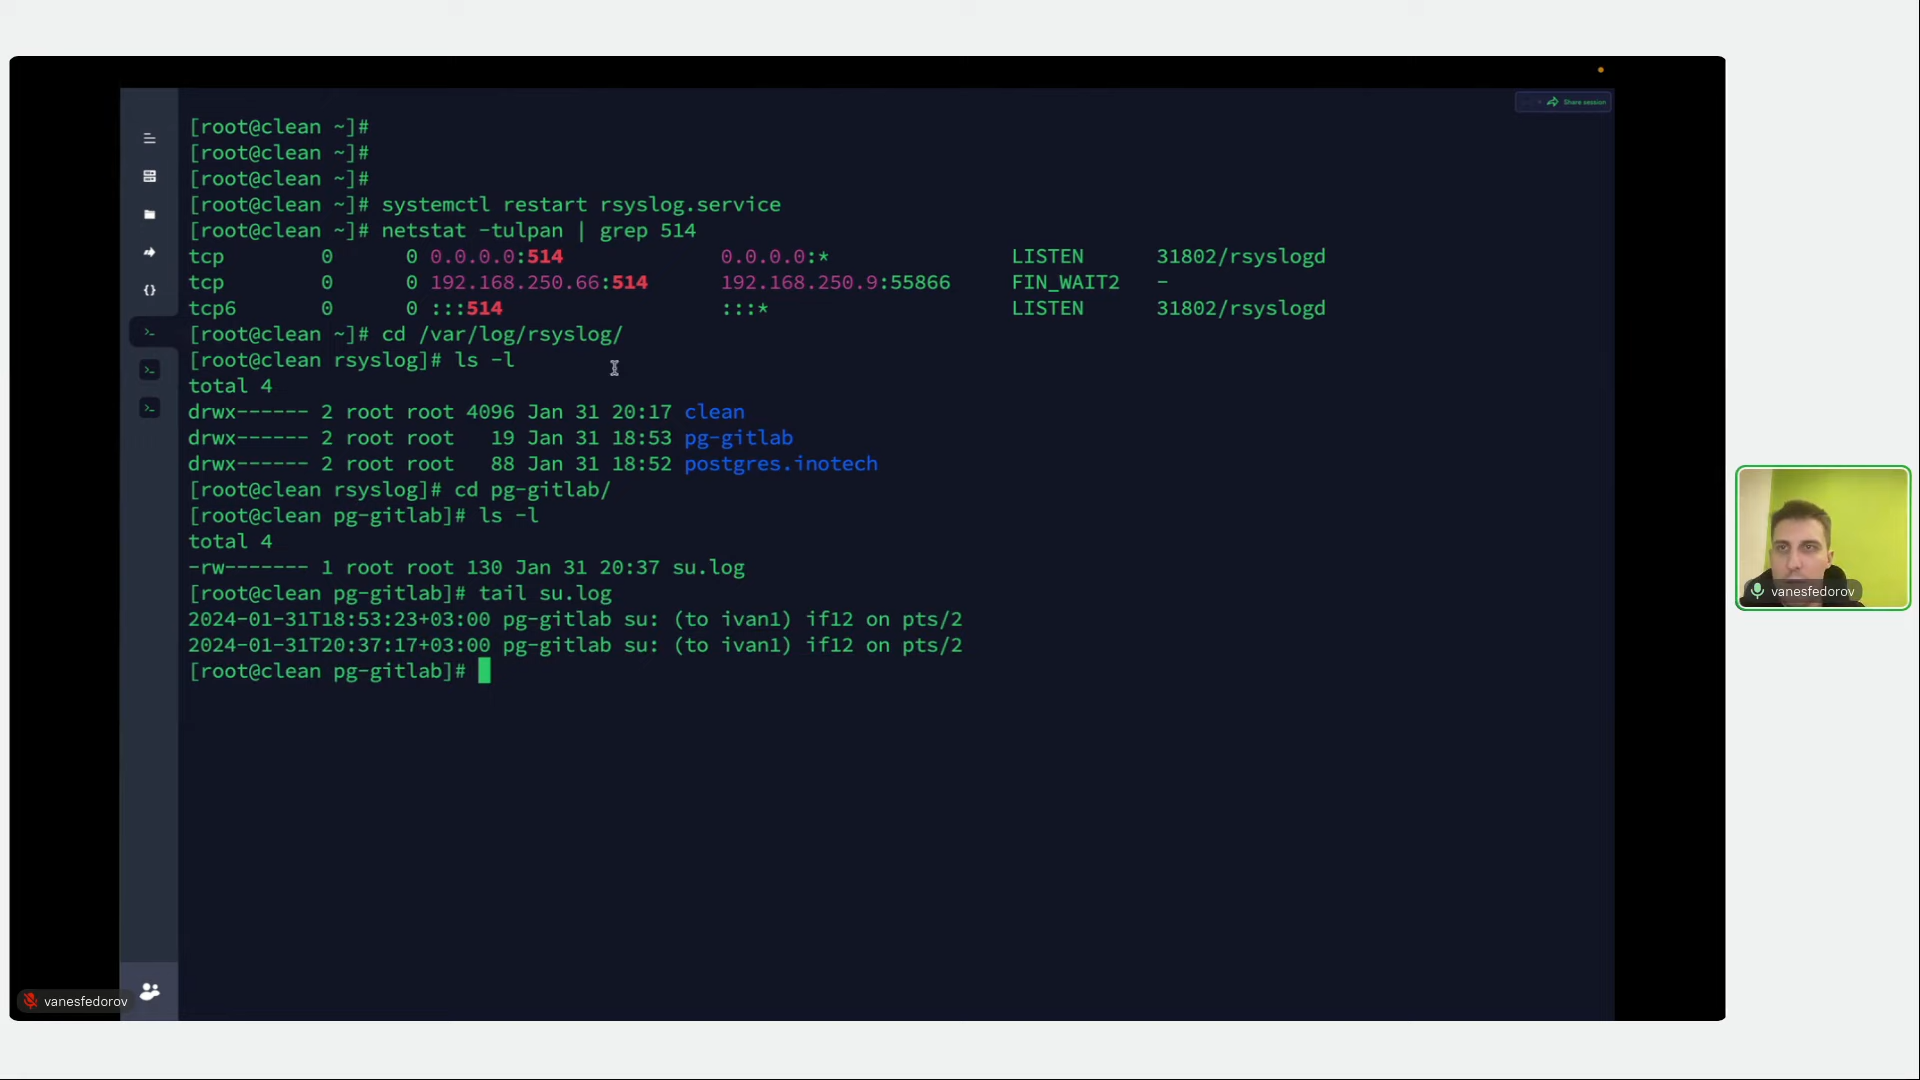 Share session
[root@clean ~]#
[root@clean ~]#
[root@clean ~]#
[root@clean ~]# systemctl restart rsyslog.service
[root@clean ~]# netstat -tulpan | grep 514
tcp 0 0 0.0.0.0:514 0.0.0.0:* LISTEN 31802/rsyslogd
tcp 0 0 192.168.250.66:514 192.168.250.9:55866 FIN_WAIT2 -
tcp6 0 0 :::514 :::* LISTEN 31802/rsyslogd
[root@clean ~]# cd /var/log/rsyslog/
[root@clean rsyslog]# ls -l
total 4
drwx------ 2 root root 4096 Jan 31 20:17 clean
drwx------ 2 root root 19 Jan 31 18:53 pg-gitlab
drwx------ 2 root root 88 Jan 31 18:52 postgres.inotech
[root@clean rsyslog]# cd pg-gitlab/
[root@clean pg-gitlab]# ls -l
total 4
-rw------- 1 root root 130 Jan 31 20:37 su.log
[root@clean pg-gitlab]# tail su.log
2024-01-31T18:53:23+03:00 pg-gitlab su: (to ivan1) if12 on pts/2
2024-01-31T20:37:17+03:00 pg-gitlab su: (to ivan1) if12 on pts/2
[root@clean pg-gitlab]#
vanesfedorov
vanesfedorov